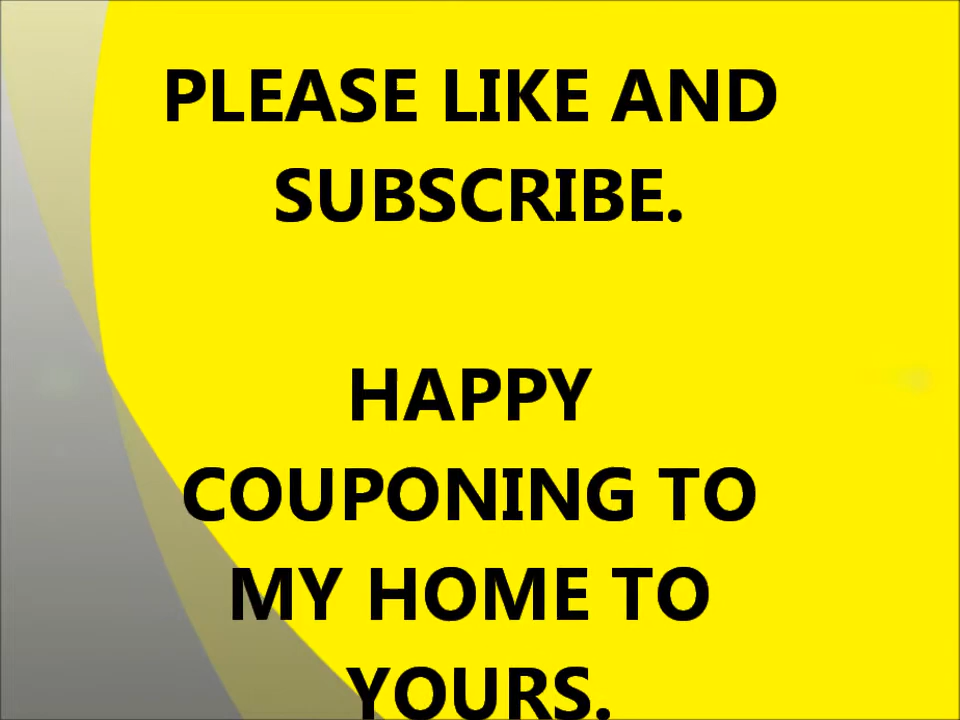 PLEASE LIKE AND
SUBSCRIBE.
HAPPY
COUPONING TO
MY HOME TO
YOURS.